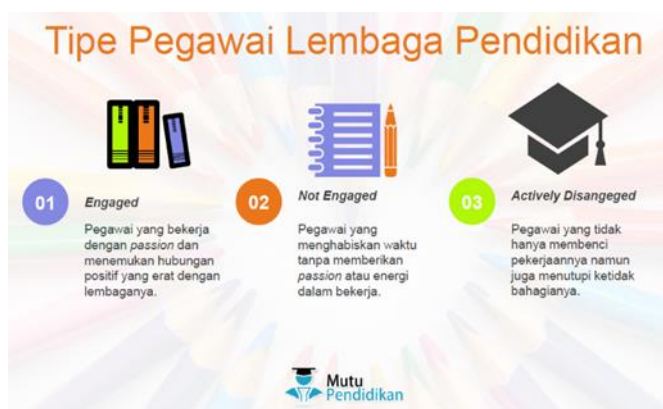 Tipe Pegawai Lembaga Pendidikan
01
Engaged
Pegawai yang bekerja
dengan passion dan
menemukan hubungan
positif yang erat dengan
lembaganya.
02
Not Engaged
Pegawai yang
menghabiskan waktu
tanpa memberikan
passion atau energi
dalam bekerja.
03
Actively Disangeged
Pegawai yang tidak
hanya membenci
pekerjaannya namun
juga menutupi ketidak
bahagianya.
Mutu
Pendidikan